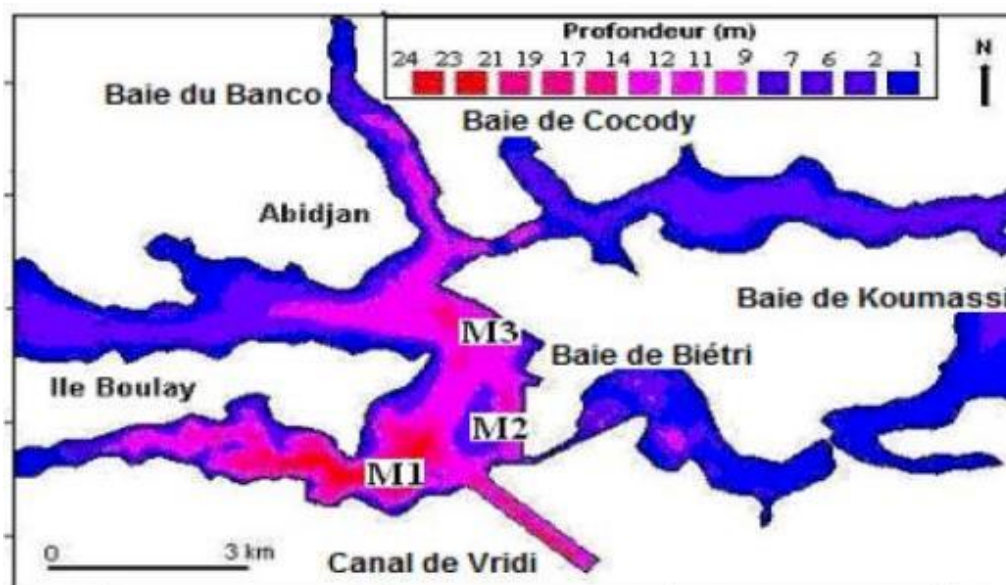 Profondeur (m)
24 23 21 19 17 14 12 11 9 7 6 2 1
N
Baie du Banco
Baie de Cocody
Abidjan
Baie de Koumassi
M3
Baie de Biétri
Ile Boulay
M2
M1
0 3 km
Canal de Vridi